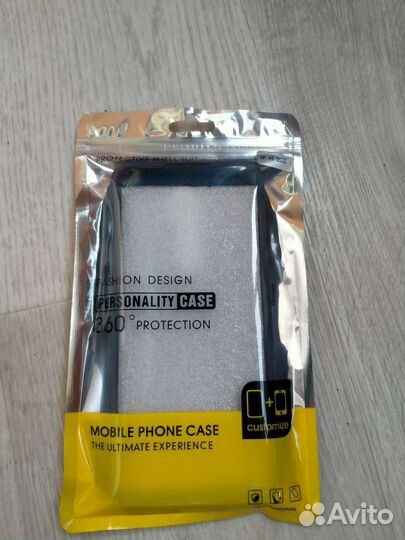 PROTECTIVE SHELL SUIT
FASHION DESIGN
PERSONALITY CASE
360° PROTECTION
MOBILE PHONE CASE
THE ULTIMATE EXPERIENCE
+
customize
Avito